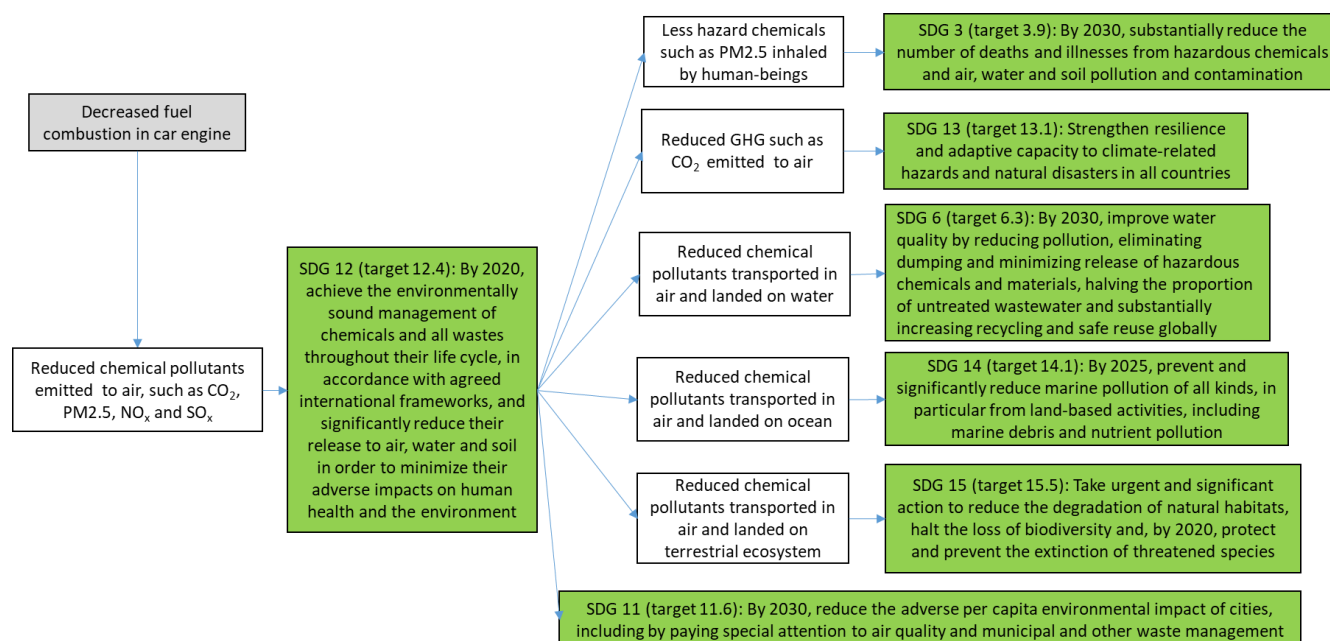 Decreased fuel
combustion in car engine
Reduced chemical pollutants
emitted to air, such as CO₂,
PM2.5, NOₓ and SOₓ
SDG 12 (target 12.4): By 2020,
achieve the environmentally
sound management of
chemicals and all wastes
throughout their life cycle, in
accordance with agreed
international frameworks, and
significantly reduce their
release to air, water and soil
in order to minimize their
adverse impacts on human
health and the environment
Less hazard chemicals
such as PM2.5 inhaled
by human-beings
SDG 3 (target 3.9): By 2030, substantially reduce the
number of deaths and illnesses from hazardous chemicals
and air, water and soil pollution and contamination
Reduced GHG such as
CO₂ emitted to air
SDG 13 (target 13.1): Strengthen resilience
and adaptive capacity to climate-related
hazards and natural disasters in all countries
Reduced chemical
pollutants transported in
air and landed on water
SDG 6 (target 6.3): By 2030, improve water
quality by reducing pollution, eliminating
dumping and minimizing release of hazardous
chemicals and materials, halving the proportion
of untreated wastewater and substantially
increasing recycling and safe reuse globally
Reduced chemical
pollutants transported in
air and landed on ocean
SDG 14 (target 14.1): By 2025, prevent and
significantly reduce marine pollution of all kinds, in
particular from land-based activities, including
marine debris and nutrient pollution
Reduced chemical
pollutants transported in
air and landed on
terrestrial ecosystem
SDG 15 (target 15.5): Take urgent and significant
action to reduce the degradation of natural habitats,
halt the loss of biodiversity and, by 2020, protect
and prevent the extinction of threatened species
SDG 11 (target 11.6): By 2030, reduce the adverse per capita environmental impact of cities,
including by paying special attention to air quality and municipal and other waste management